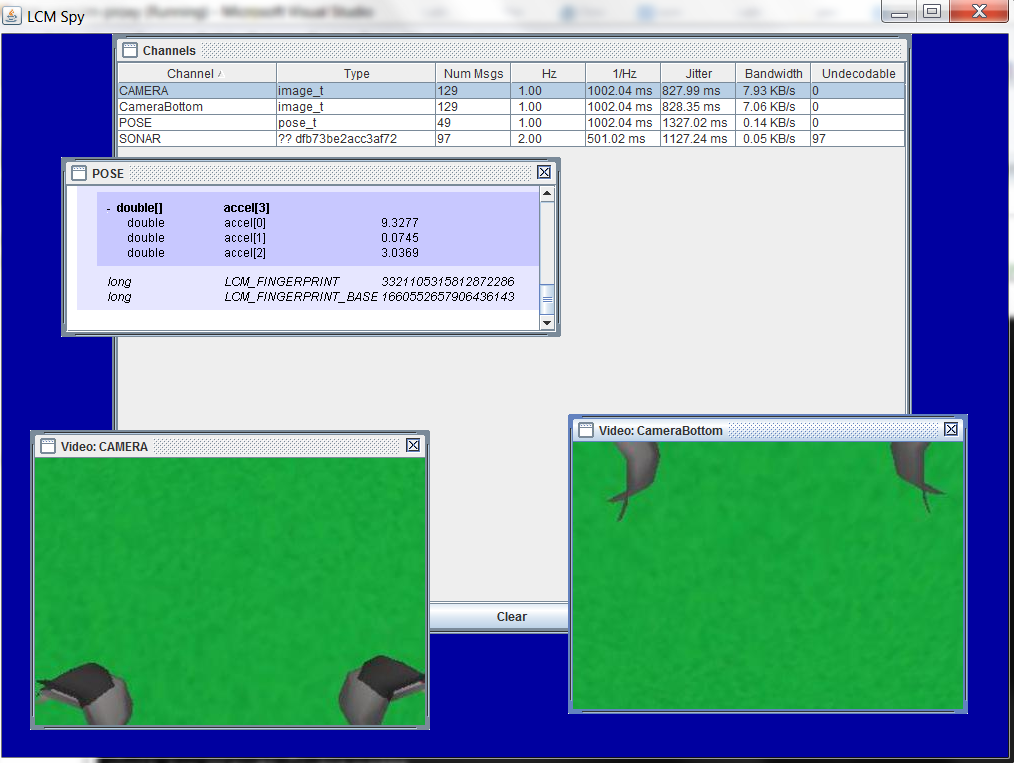 m-proxy (Running) - Microsoft Visual Studio
LCM Spy
Channels
Channel Type Num Msgs Hz 1/Hz Jitter Bandwidth Undecodable
CAMERA image_t 129 1.00 1002.04 ms 827.99 ms 7.93 KB/s 0
CameraBottom image_t 129 1.00 1002.04 ms 828.35 ms 7.06 KB/s 0
POSE pose_t 49 1.00 1002.04 ms 1327.02 ms 0.14 KB/s 0
SONAR ?? dfb73be2acc3af72 97 2.00 501.02 ms 1127.24 ms 0.05 KB/s 97
POSE
- double[] accel[3]
double accel[0] 9.3277
double accel[1] 0.0745
double accel[2] 3.0369
long LCM_FINGERPRINT 3321105315812872286
long LCM_FINGERPRINT_BASE 1660552657906436143
Video: CAMERA
Video: CameraBottom
Clear